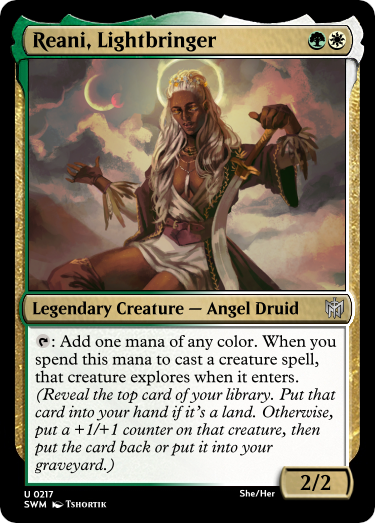 Reani, Lightbringer
Legendary Creature — Angel Druid
: Add one mana of any color. When you
spend this mana to cast a creature spell,
that creature explores when it enters.
(Reveal the top card of your library. Put that
card into your hand if it's a land. Otherwise,
put a +1/+1 counter on that creature, then
put the card back or put it into your
graveyard.)
2/2
U 0217
She/Her
SWM Tshortik